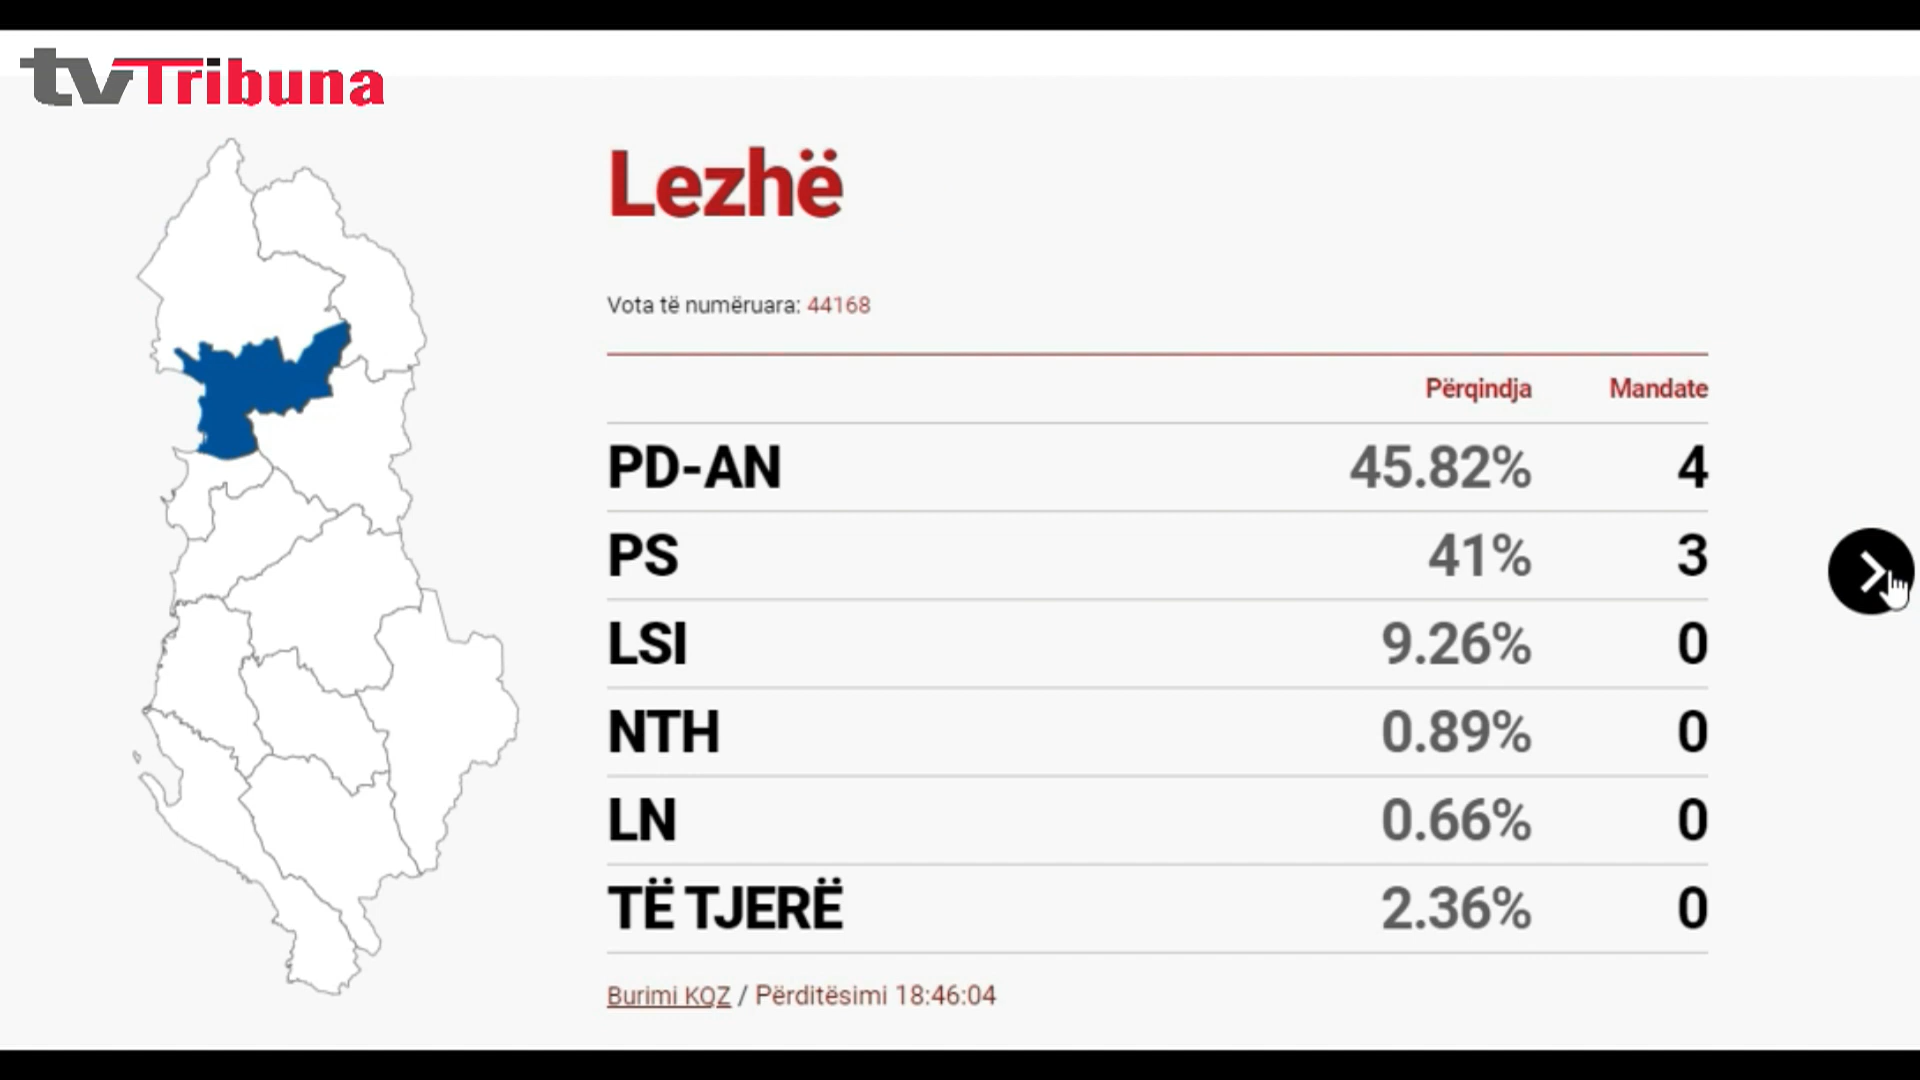 tvTribuna
Lezhë
Vota të numëruara: 44168
Përqindja Mandate
PD-AN 45.82% 4
PS 41% 3
LSI 9.26% 0
NTH 0.89% 0
LN 0.66% 0
TË TJERË 2.36% 0
Burimi KQZ / Përditësimi 18:46:04